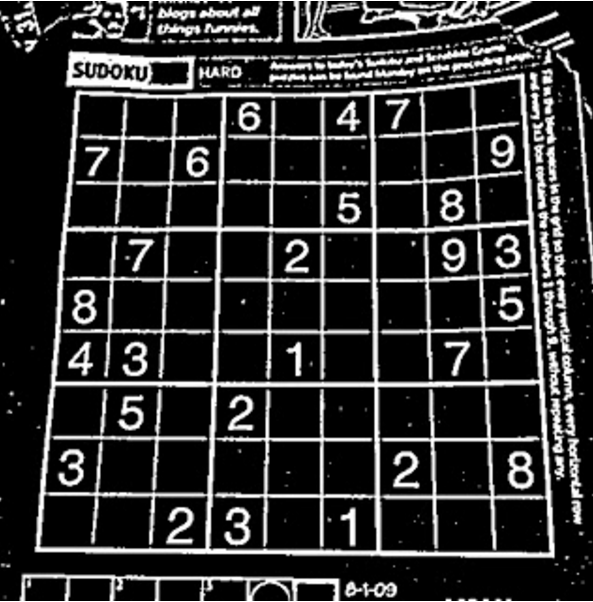 blogs about all
things funnies.
SUDOKU HARD Answers to today's Sudoku and Scrabble Grams
puzzles can be found Monday on the preceding page.
6 4 7
7 6 9
5 8
7 2 9 3
8 5
4 3 1 7
5 2
3 2 8
2 3 1
Fill in the blank spaces in the grid so that every vertical column, every horizontal row
and every 3x3 box contains the numbers 1 through 9, without repeating any.
8-1-09